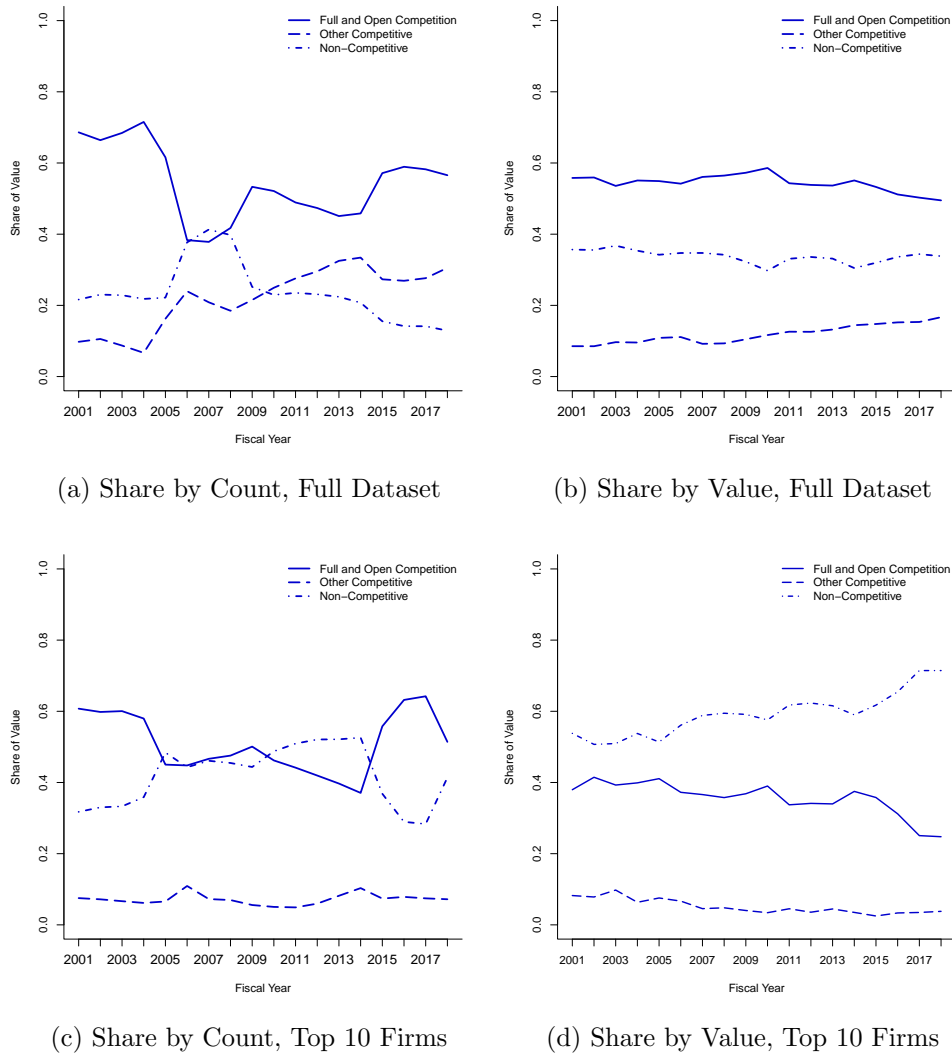 Full and Open Competition
Other Competitive
Non−Competitive
1.0
0.8
0.6
0.4
0.2
0.0
Share of Value
2001 2003 2005 2007 2009 2011 2013 2015 2017
Fiscal Year
(a) Share by Count, Full Dataset
Full and Open Competition
Other Competitive
Non−Competitive
1.0
0.8
0.6
0.4
0.2
0.0
Share of Value
2001 2003 2005 2007 2009 2011 2013 2015 2017
Fiscal Year
(b) Share by Value, Full Dataset
Full and Open Competition
Other Competitive
Non−Competitive
1.0
0.8
0.6
0.4
0.2
0.0
Share of Value
2001 2003 2005 2007 2009 2011 2013 2015 2017
Fiscal Year
(c) Share by Count, Top 10 Firms
Full and Open Competition
Other Competitive
Non−Competitive
1.0
0.8
0.6
0.4
0.2
0.0
Share of Value
2001 2003 2005 2007 2009 2011 2013 2015 2017
Fiscal Year
(d) Share by Value, Top 10 Firms